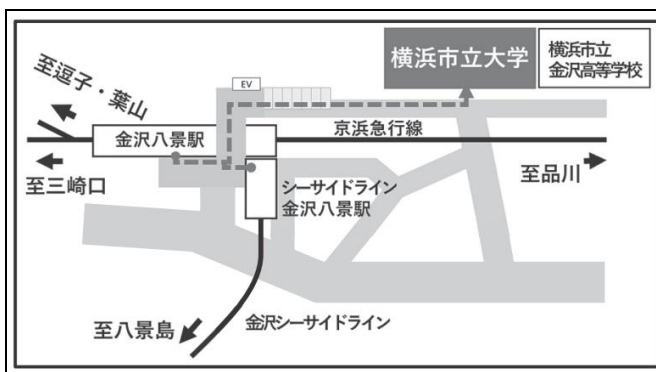 至逗子・葉山
EV
横浜市立大学
横浜市立
金沢高等学校
金沢八景駅
京浜急行線
至三崎口
シーサイドライン
金沢八景駅
至品川
至八景島
金沢シーサイドライン